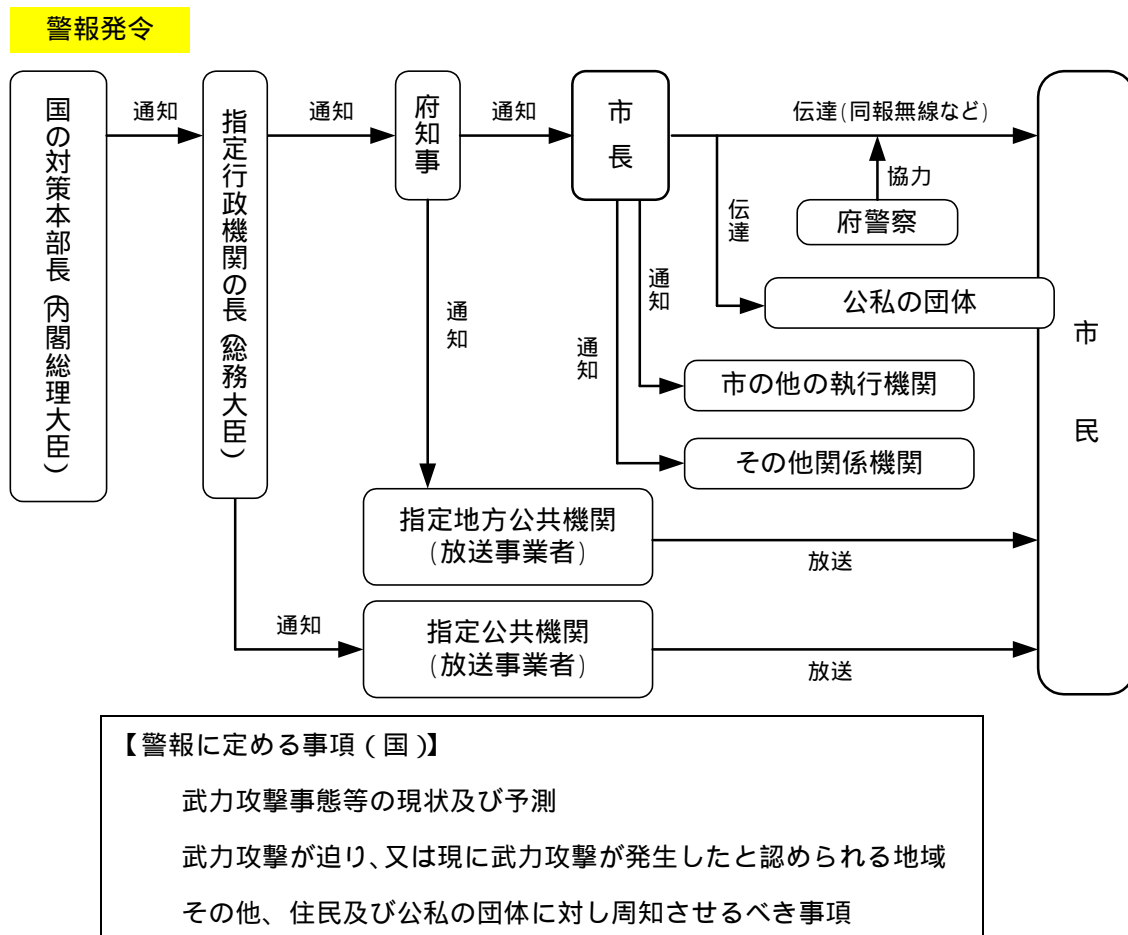 警報発令
国の対策本部長(内閣総理大臣)
通知
指定行政機関の長(総務大臣)
通知
府知事
通知
市長
伝達(同報無線など)
協力
府警察
伝達
公私の団体
通知
市の他の執行機関
通知
その他関係機関
通知
指定地方公共機関
(放送事業者)
放送
通知
指定公共機関
(放送事業者)
放送
市民
【警報に定める事項(国)】
武力攻撃事態等の現状及び予測
武力攻撃が迫り、又は現に武力攻撃が発生したと認められる地域
その他、住民及び公私の団体に対し周知させるべき事項